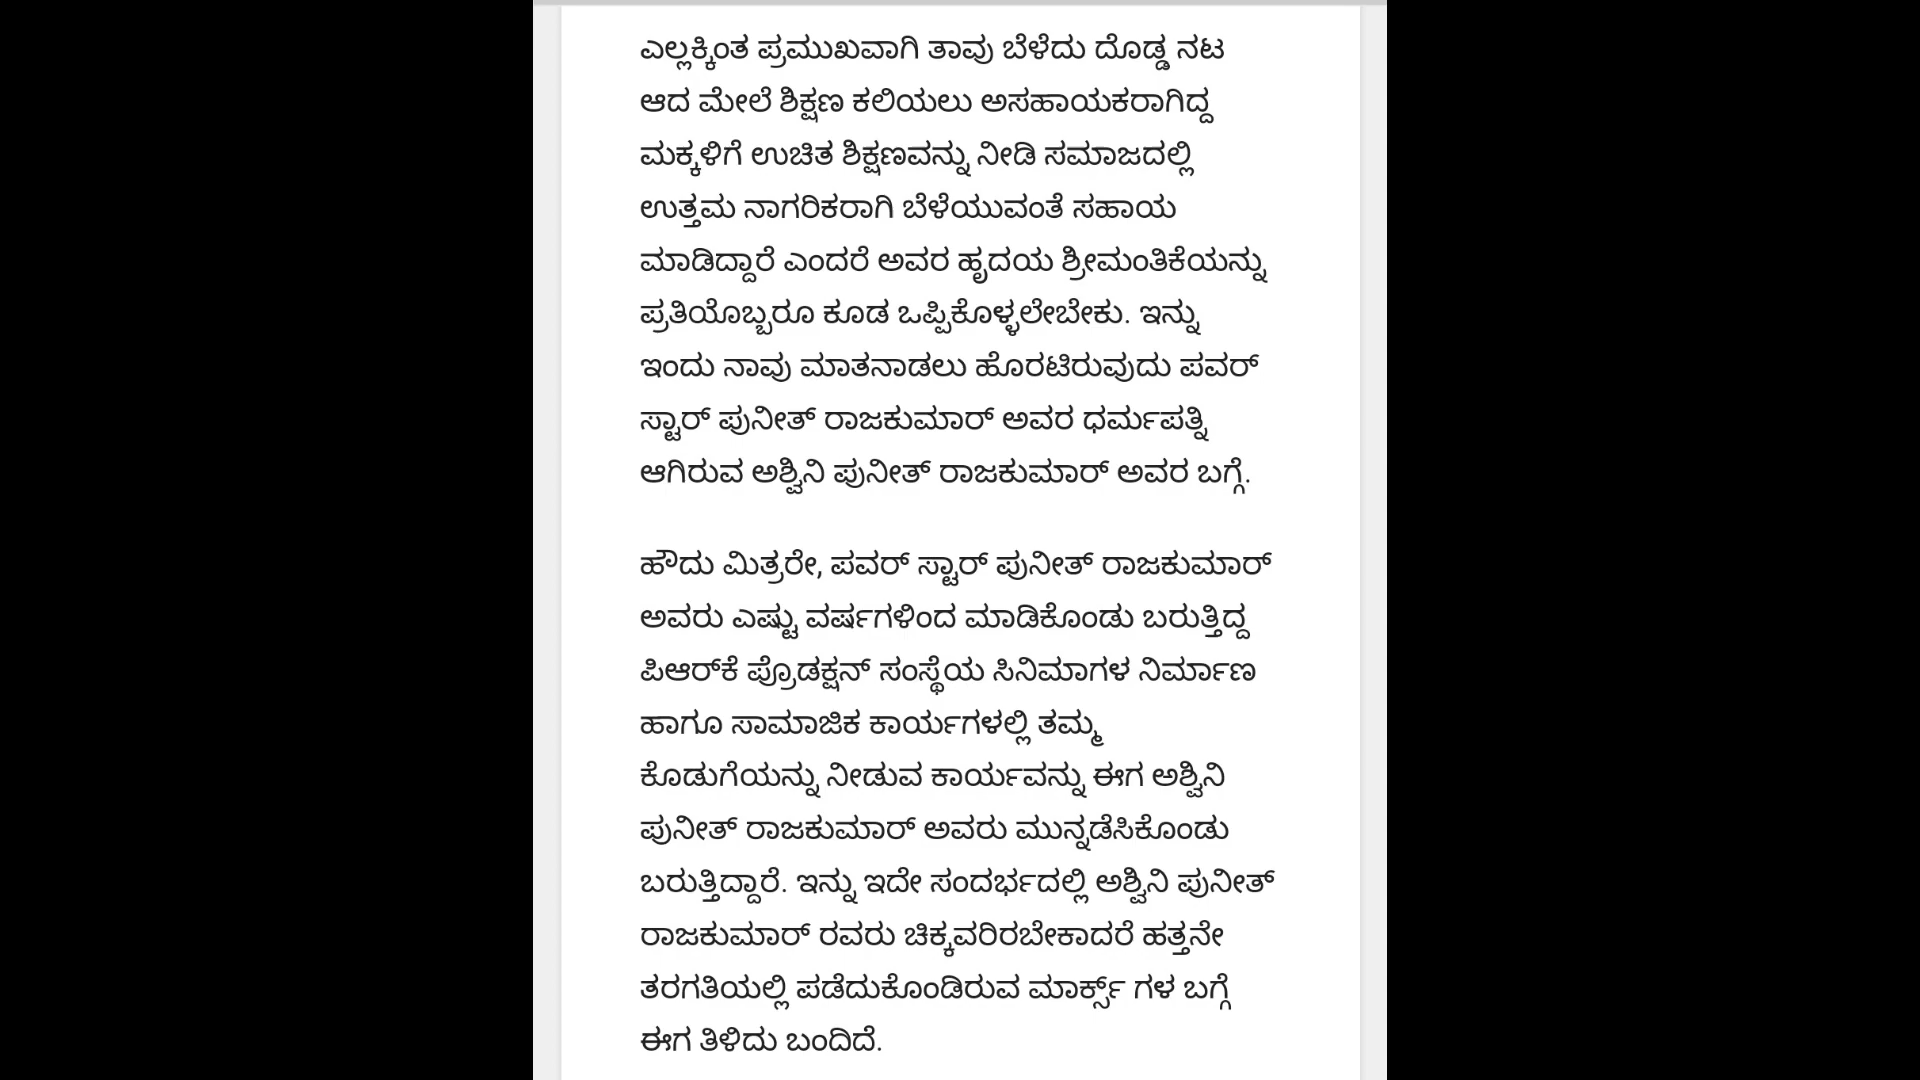 ಎಲ್ಲಕ್ಕಿಂತ ಪ್ರಮುಖವಾಗಿ ತಾವು ಬೆಳೆದು ದೊಡ್ಡ ನಟ
ಆದ ಮೇಲೆ ಶಿಕ್ಷಣ ಕಲಿಯಲು ಅಸಹಾಯಕರಾಗಿದ್ದ
ಮಕ್ಕಳಿಗೆ ಉಚಿತ ಶಿಕ್ಷಣವನ್ನು ನೀಡಿ ಸಮಾಜದಲ್ಲಿ
ಉತ್ತಮ ನಾಗರಿಕರಾಗಿ ಬೆಳೆಯುವಂತೆ ಸಹಾಯ
ಮಾಡಿದ್ದಾರೆ ಎಂದರೆ ಅವರ ಹೃದಯ ಶ್ರೀಮಂತಿಕೆಯನ್ನು
ಪ್ರತಿಯೊಬ್ಬರೂ ಕೂಡ ಒಪ್ಪಿಕೊಳ್ಳಲೇಬೇಕು. ಇನ್ನು
ಇಂದು ನಾವು ಮಾತನಾಡಲು ಹೊರಟಿರುವುದು ಪವರ್
ಸ್ಟಾರ್ ಪುನೀತ್ ರಾಜಕುಮಾರ್ ಅವರ ಧರ್ಮಪತ್ನಿ
ಆಗಿರುವ ಅಶ್ವಿನಿ ಪುನೀತ್ ರಾಜಕುಮಾರ್ ಅವರ ಬಗ್ಗೆ.
ಹೌದು ಮಿತ್ರರೇ, ಪವರ್ ಸ್ಟಾರ್ ಪುನೀತ್ ರಾಜಕುಮಾರ್
ಅವರು ಎಷ್ಟು ವರ್ಷಗಳಿಂದ ಮಾಡಿಕೊಂಡು ಬರುತ್ತಿದ್ದ
ಪಿಆರ್‌ಕೆ ಪ್ರೊಡಕ್ಷನ್ ಸಂಸ್ಥೆಯ ಸಿನಿಮಾಗಳ ನಿರ್ಮಾಣ
ಹಾಗೂ ಸಾಮಾಜಿಕ ಕಾರ್ಯಗಳಲ್ಲಿ ತಮ್ಮ
ಕೊಡುಗೆಯನ್ನು ನೀಡುವ ಕಾರ್ಯವನ್ನು ಈಗ ಅಶ್ವಿನಿ
ಪುನೀತ್ ರಾಜಕುಮಾರ್ ಅವರು ಮುನ್ನಡೆಸಿಕೊಂಡು
ಬರುತ್ತಿದ್ದಾರೆ. ಇನ್ನು ಇದೇ ಸಂದರ್ಭದಲ್ಲಿ ಅಶ್ವಿನಿ ಪುನೀತ್
ರಾಜಕುಮಾರ್ ರವರು ಚಿಕ್ಕವರಿರಬೇಕಾದರೆ ಹತ್ತನೇ
ತರಗತಿಯಲ್ಲಿ ಪಡೆದುಕೊಂಡಿರುವ ಮಾರ್ಕ್ಸ್ ಗಳ ಬಗ್ಗೆ
ಈಗ ತಿಳಿದು ಬಂದಿದೆ.